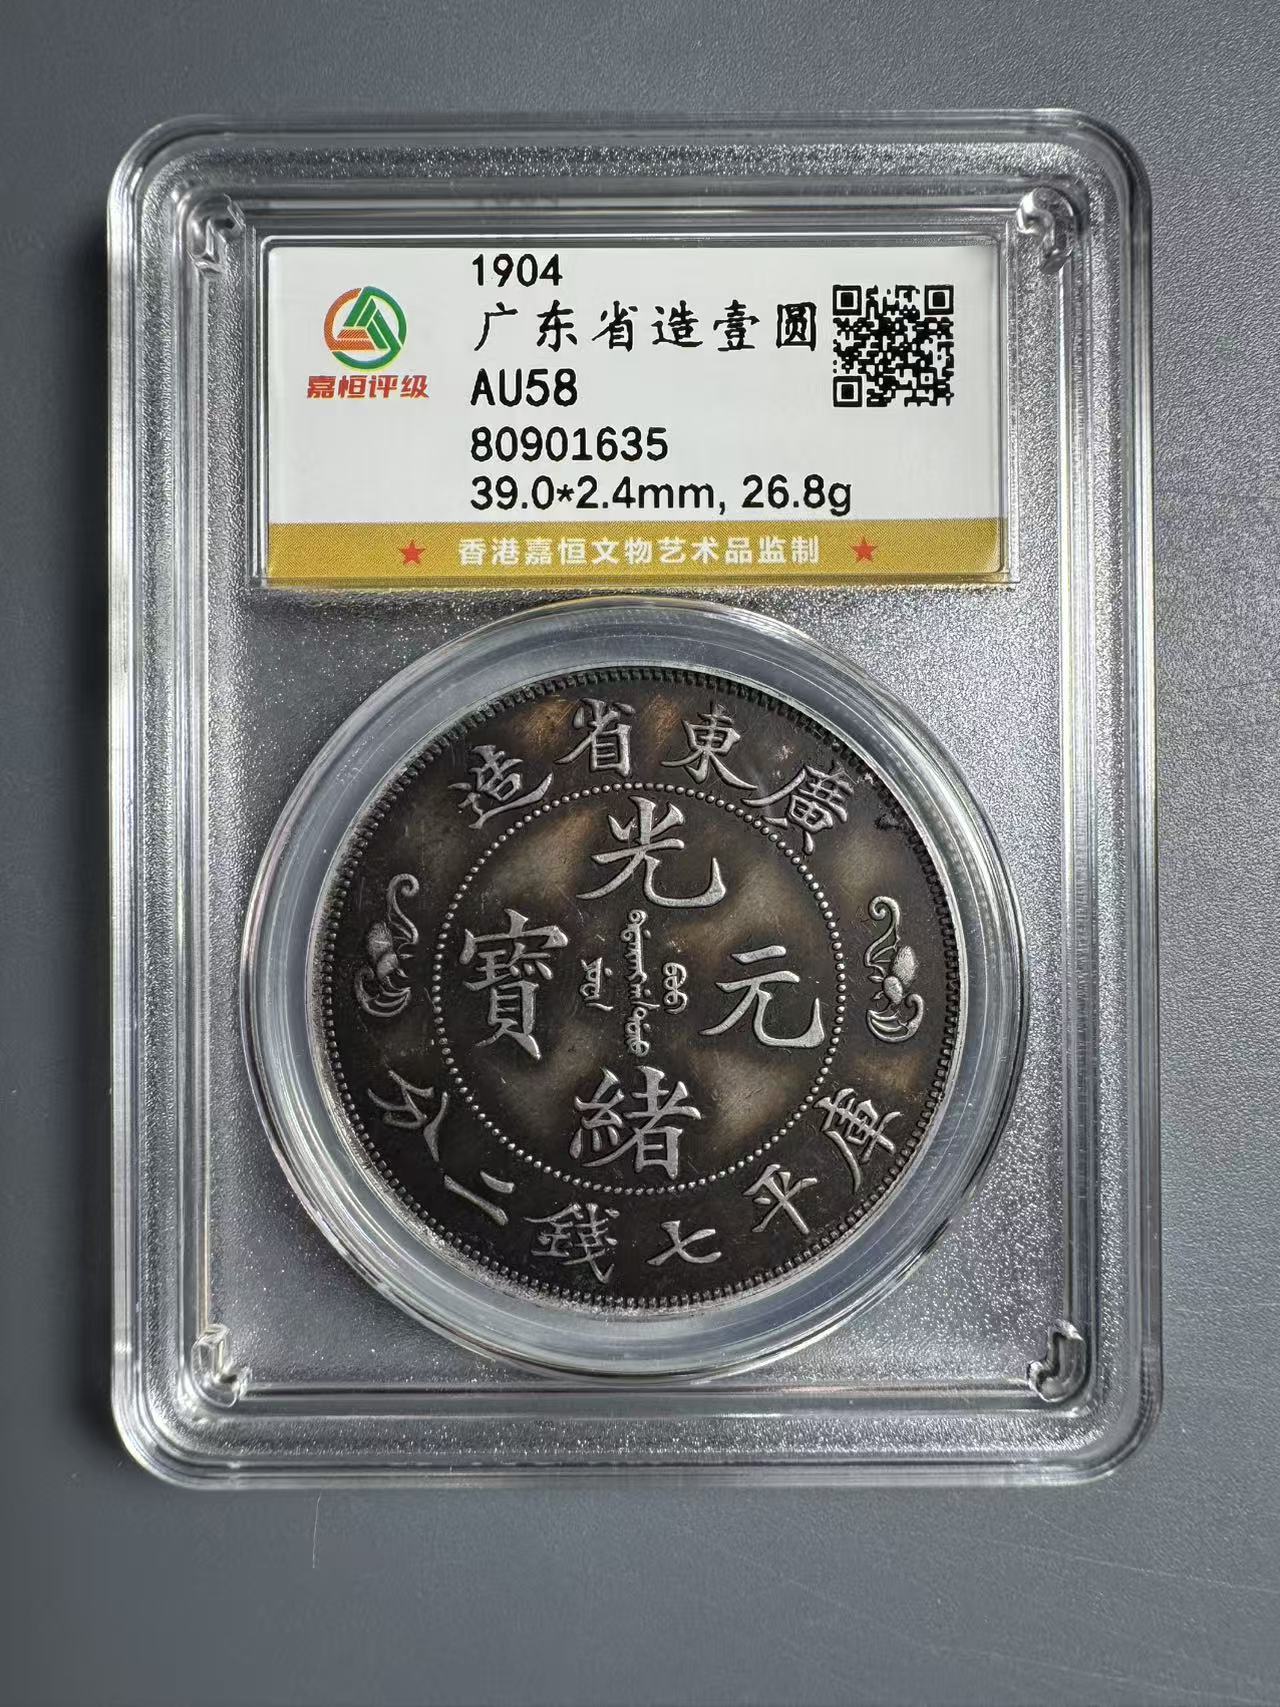 1904
广东省造壹圆
嘉恒评级
AU58
80901635
39.0*2.4mm, 26.8g
★ 香港嘉恒文物艺术品监制 ★
造省東廣
光
寶 元
緒
分二錢七平庫